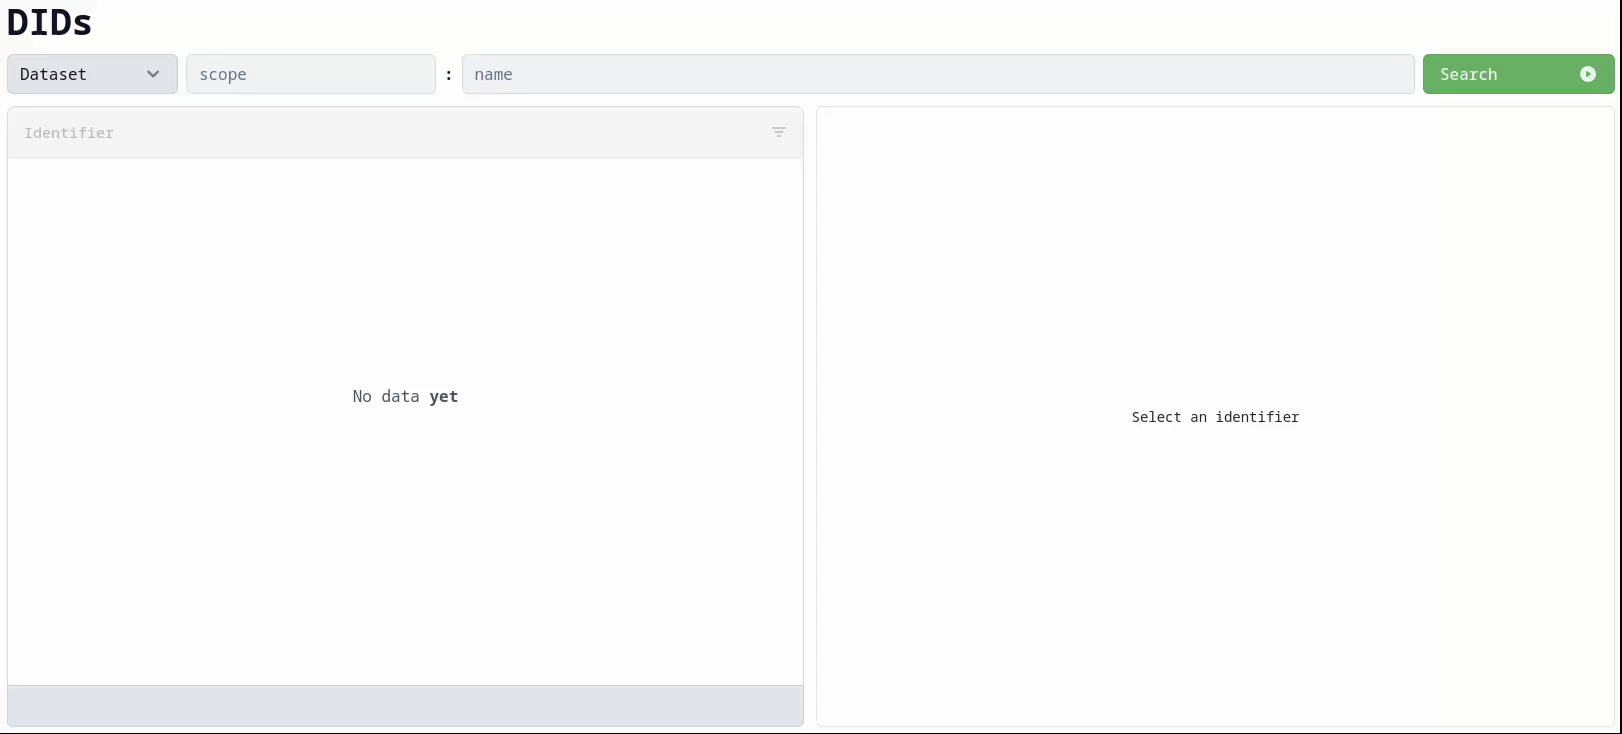 DIDs
Dataset scope : name Search
Identifier
No data yet
Select an identifier